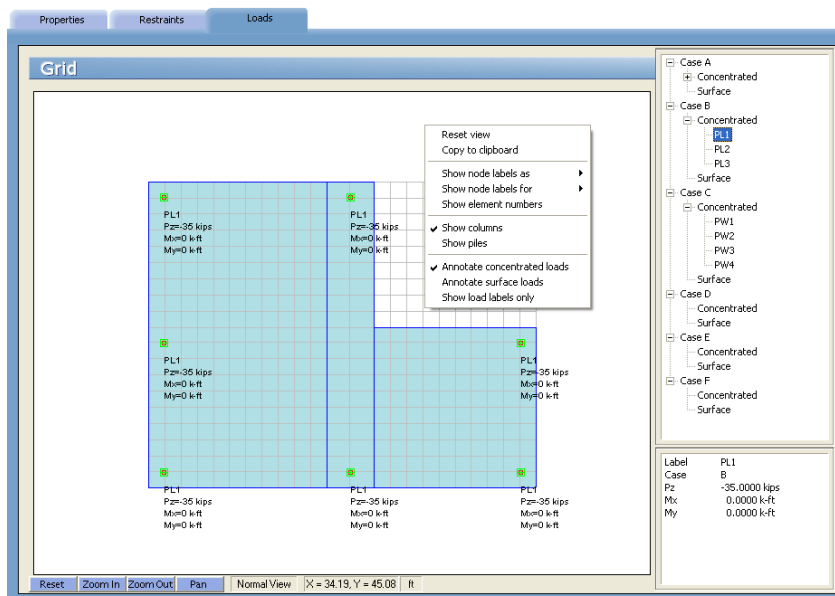 Properties Restraints Loads
Grid
Reset view
Copy to clipboard
Show node labels as
Show node labels for
Show element numbers
Show columns
Show piles
Annotate concentrated loads
Annotate surface loads
Show load labels only
PL1 PL1
Pz=-35 kips Pz=-35 kips
Mx=0 k-ft Mx=0 k-ft
My=0 k-ft My=0 k-ft
PL1 PL1
Pz=-35 kips Pz=-35 kips
Mx=0 k-ft Mx=0 k-ft
My=0 k-ft My=0 k-ft
PL1 PL1 PL1
Pz=-35 kips Pz=-35 kips Pz=-35 kips
Mx=0 k-ft Mx=0 k-ft Mx=0 k-ft
My=0 k-ft My=0 k-ft My=0 k-ft
Reset Zoom In Zoom Out Pan Normal View X = 34.19, Y = 45.08 ft
Case A
Concentrated
Surface
Case B
Concentrated
PL1
PL2
PL3
Surface
Case C
Concentrated
PW1
PW2
PW3
PW4
Surface
Case D
Concentrated
Surface
Case E
Concentrated
Surface
Case F
Concentrated
Surface
Label PL1
Case B
Pz -35.0000 kips
Mx 0.0000 k-ft
My 0.0000 k-ft